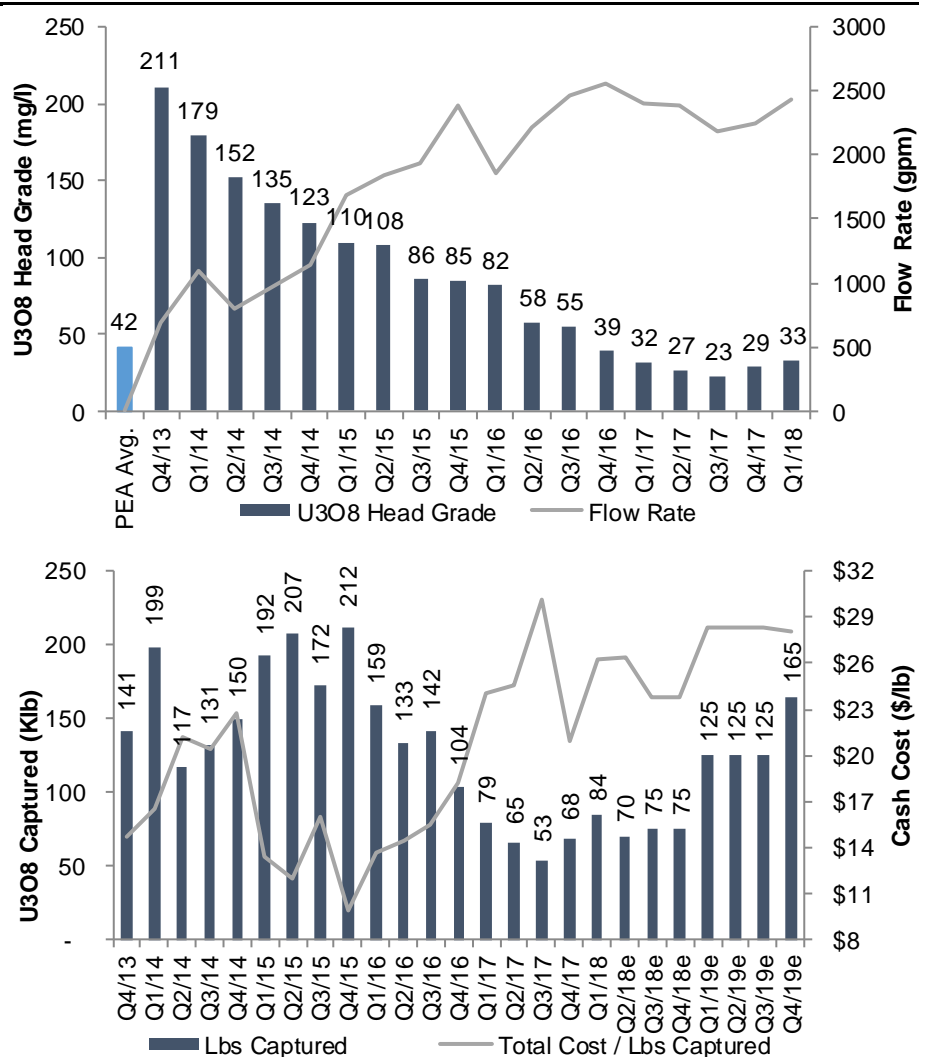 250
200
150
100
50
0
U3O8 Head Grade (mg/l)
42
211
179
152
135
123
110
108
86
85
82
58
55
39
32
27
23
29
33
3000
2500
2000
1500
1000
500
0
Flow Rate (gpm)
PEA Avg.
Q4/13
Q1/14
Q2/14
Q3/14
Q4/14
Q1/15
Q2/15
Q3/15
Q4/15
Q1/16
Q2/16
Q3/16
Q4/16
Q1/17
Q2/17
Q3/17
Q4/17
Q1/18
U3O8 Head Grade
Flow Rate
250
200
150
100
50
-
U3O8 Captured (Klb)
141
199
117
131
150
192
207
172
212
159
133
142
104
79
65
53
68
84
70
75
75
125
125
125
165
$32
$29
$26
$23
$20
$17
$14
$11
$8
Cash Cost ($/lb)
Q4/13
Q1/14
Q2/14
Q3/14
Q4/14
Q1/15
Q2/15
Q3/15
Q4/15
Q1/16
Q2/16
Q3/16
Q4/16
Q1/17
Q2/17
Q3/17
Q4/17
Q1/18
Q2/18e
Q3/18e
Q4/18e
Q1/19e
Q2/19e
Q3/19e
Q4/19e
Lbs Captured
Total Cost / Lbs Captured